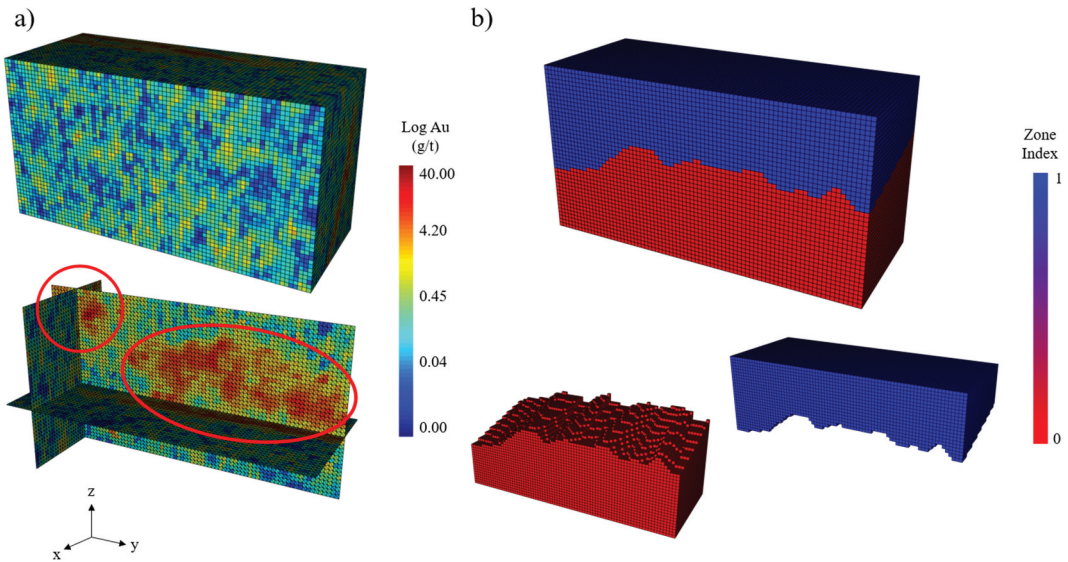 a)
b)
Log Au
(g/t)
40.00
4.20
0.45
0.04
0.00
z
x
y
Zone
Index
1
0